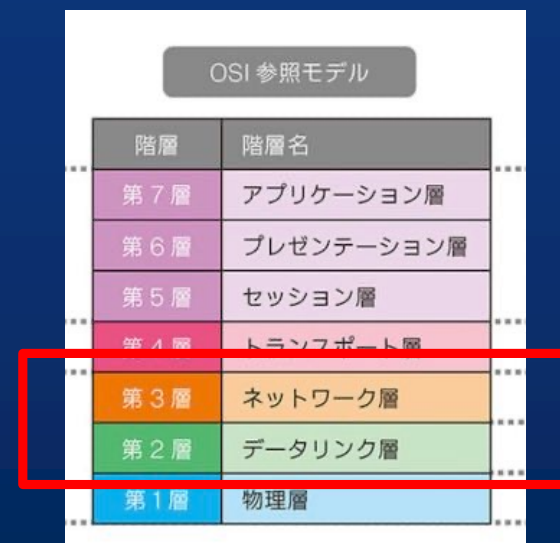 OSI 参照モデル
階層 階層名
第 7 層 アプリケーション層
第 6 層 プレゼンテーション層
第 5 層 セッション層
第 4 層 トランスポート層
第 3 層 ネットワーク層
第 2 層 データリンク層
第 1 層 物理層